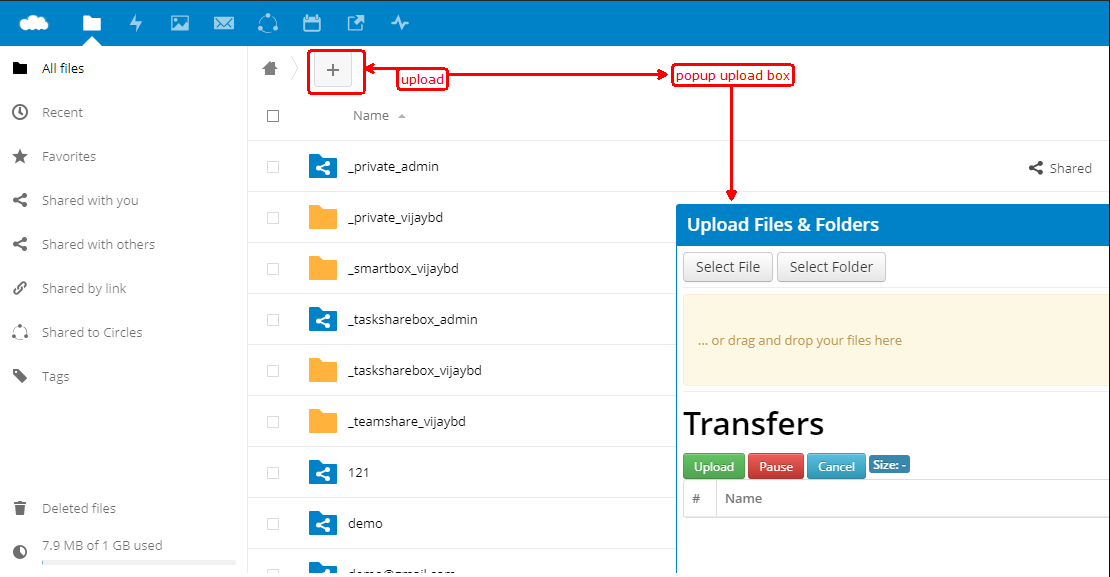 All files
Recent
Favorites
Shared with you
Shared with others
Shared by link
Shared to Circles
Tags
Deleted files
7.9 MB of 1 GB used
+
upload
popup upload box
Name
_private_admin
Shared
_private_vijaybd
_smartbox_vijaybd
_tasksharebox_admin
_tasksharebox_vijaybd
_teamshare_vijaybd
121
demo
demo@gmail.com
Upload Files & Folders
Select File Select Folder
... or drag and drop your files here
Transfers
Upload Pause Cancel Size: -
# Name